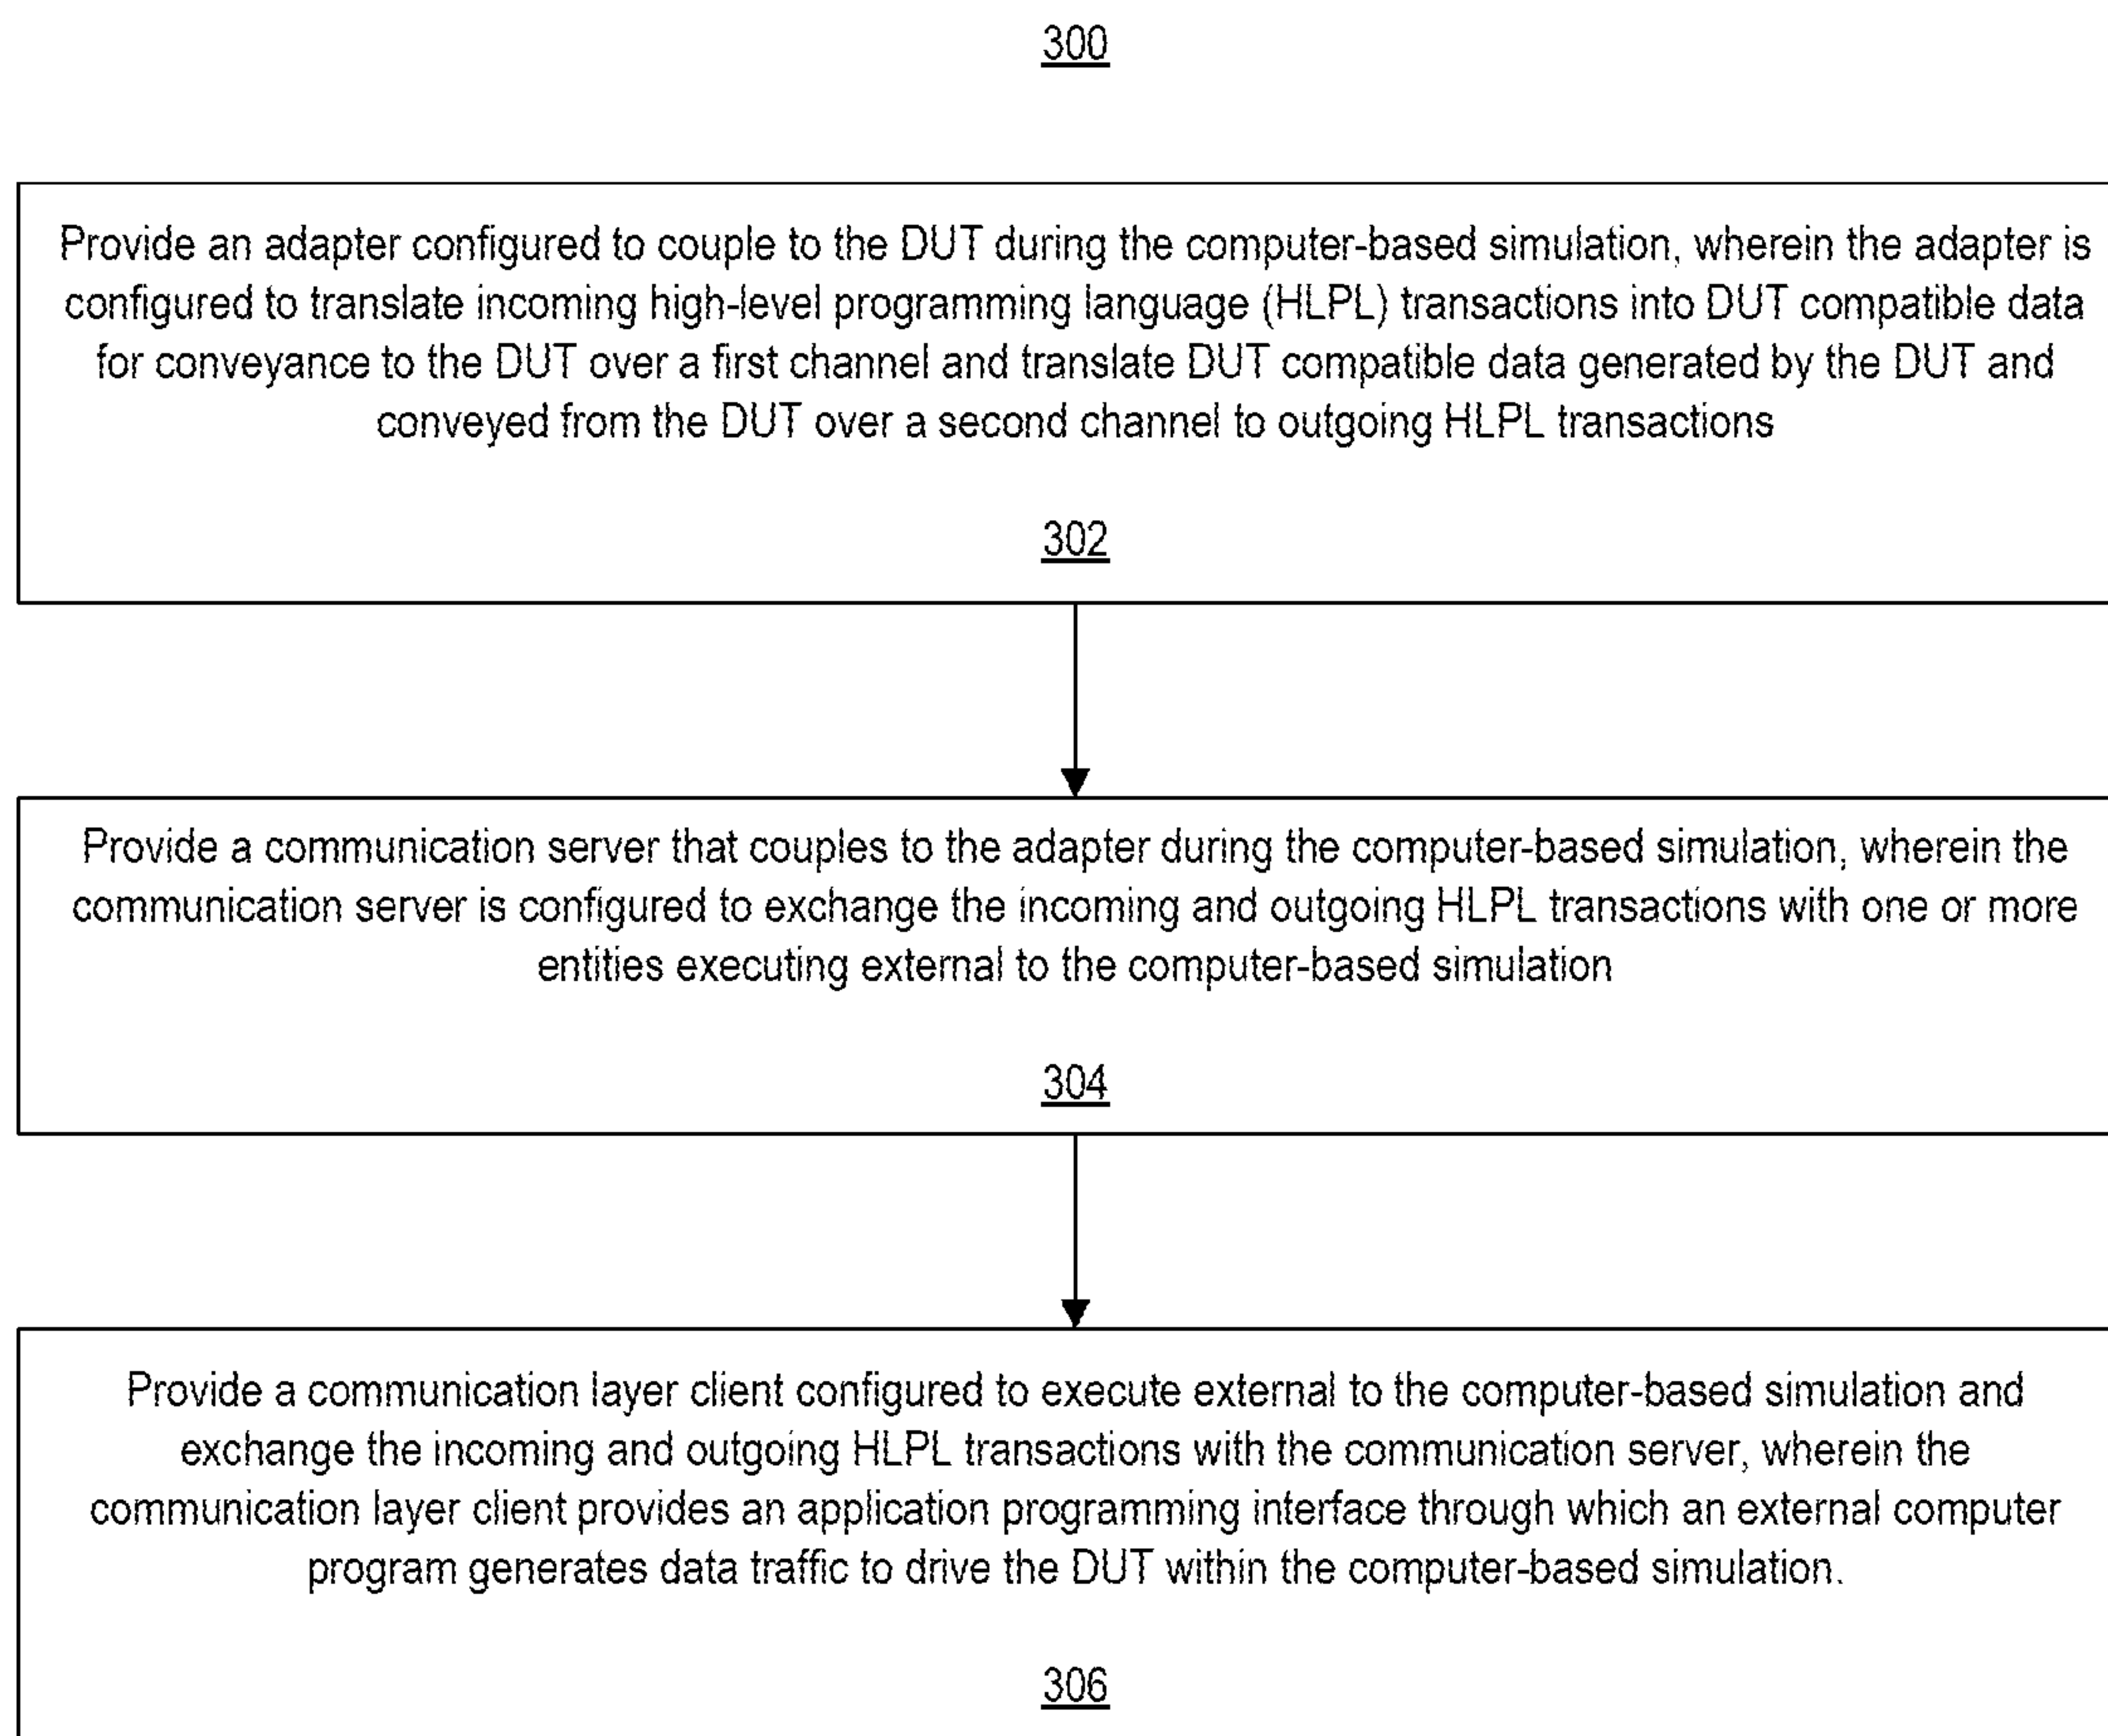 300
Provide an adapter configured to couple to the DUT during the computer-based simulation, wherein the adapter is
configured to translate incoming high-level programming language (HLPL) transactions into DUT compatible data
for conveyance to the DUT over a first channel and translate DUT compatible data generated by the DUT and
conveyed from the DUT over a second channel to outgoing HLPL transactions
302
Provide a communication server that couples to the adapter during the computer-based simulation, wherein the
communication server is configured to exchange the incoming and outgoing HLPL transactions with one or more
entities executing external to the computer-based simulation
304
Provide a communication layer client configured to execute external to the computer-based simulation and
exchange the incoming and outgoing HLPL transactions with the communication server, wherein the
communication layer client provides an application programming interface through which an external computer
program generates data traffic to drive the DUT within the computer-based simulation.
306